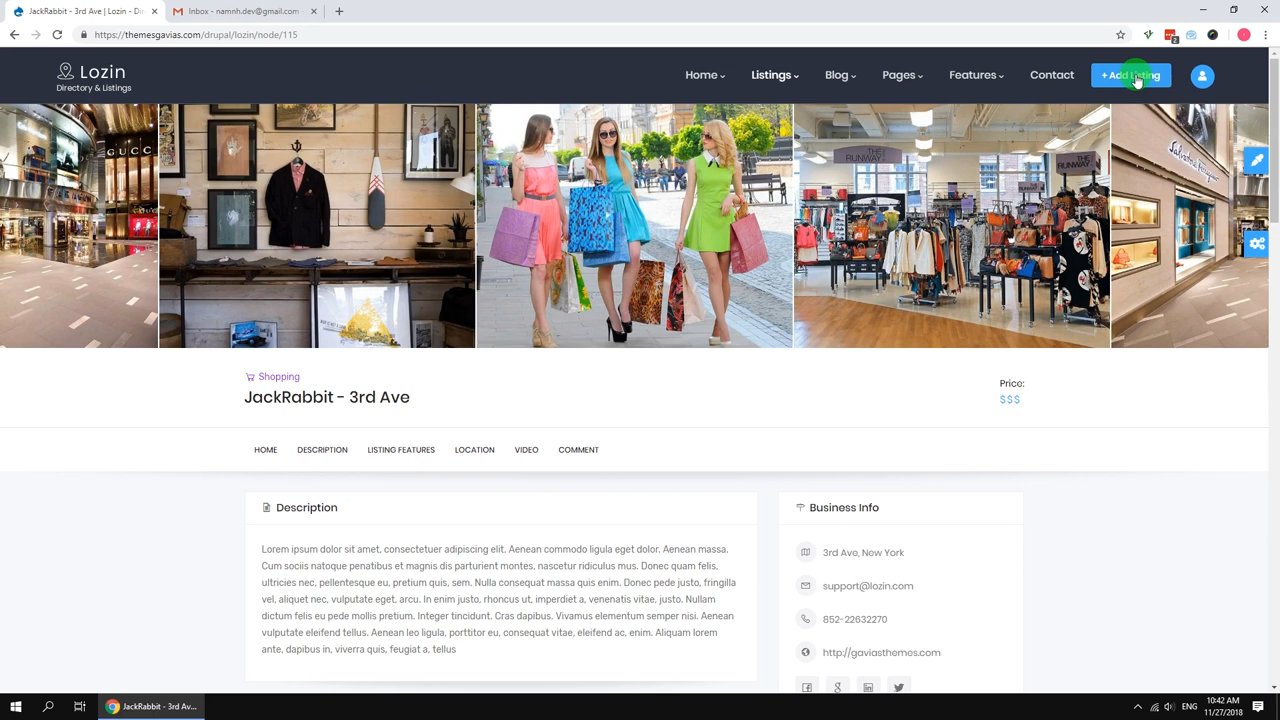 JackRabbit - 3rd Ave | Lozin - Dir
Inbox - namnh.dev@gmail.com -
https://themesgavias.com/drupal/lozin/node/115
Lozin
Directory & Listings
Home
Listings
Blog
Pages
Features
Contact
+ Add Listing
GUCC
THE RUNWAY
THE RUNWAY
Shopping
JackRabbit - 3rd Ave
Price:
$$$
HOME
DESCRIPTION
LISTING FEATURES
LOCATION
VIDEO
COMMENT
Description
Lorem ipsum dolor sit amet, consectetuer adipiscing elit. Aenean commodo ligula eget dolor. Aenean massa.
Cum sociis natoque penatibus et magnis dis parturient montes, nascetur ridiculus mus. Donec quam felis,
ultricies nec, pellentesque eu, pretium quis, sem. Nulla consequat massa quis enim. Donec pede justo, fringilla
vel, aliquet nec, vulputate eget, arcu. In enim justo, rhoncus ut, imperdiet a, venenatis vitae, justo. Nullam
dictum felis eu pede mollis pretium. Integer tincidunt. Cras dapibus. Vivamus elementum semper nisi. Aenean
vulputate eleifend tellus. Aenean leo ligula, porttitor eu, consequat vitae, eleifend ac, enim. Aliquam lorem
ante, dapibus in, viverra quis, feugiat a, tellus
Business Info
3rd Ave, New York
support@lozin.com
852-22632270
http://gaviasthemes.com
JackRabbit - 3rd Av...
ENG
10:42 AM
11/27/2018